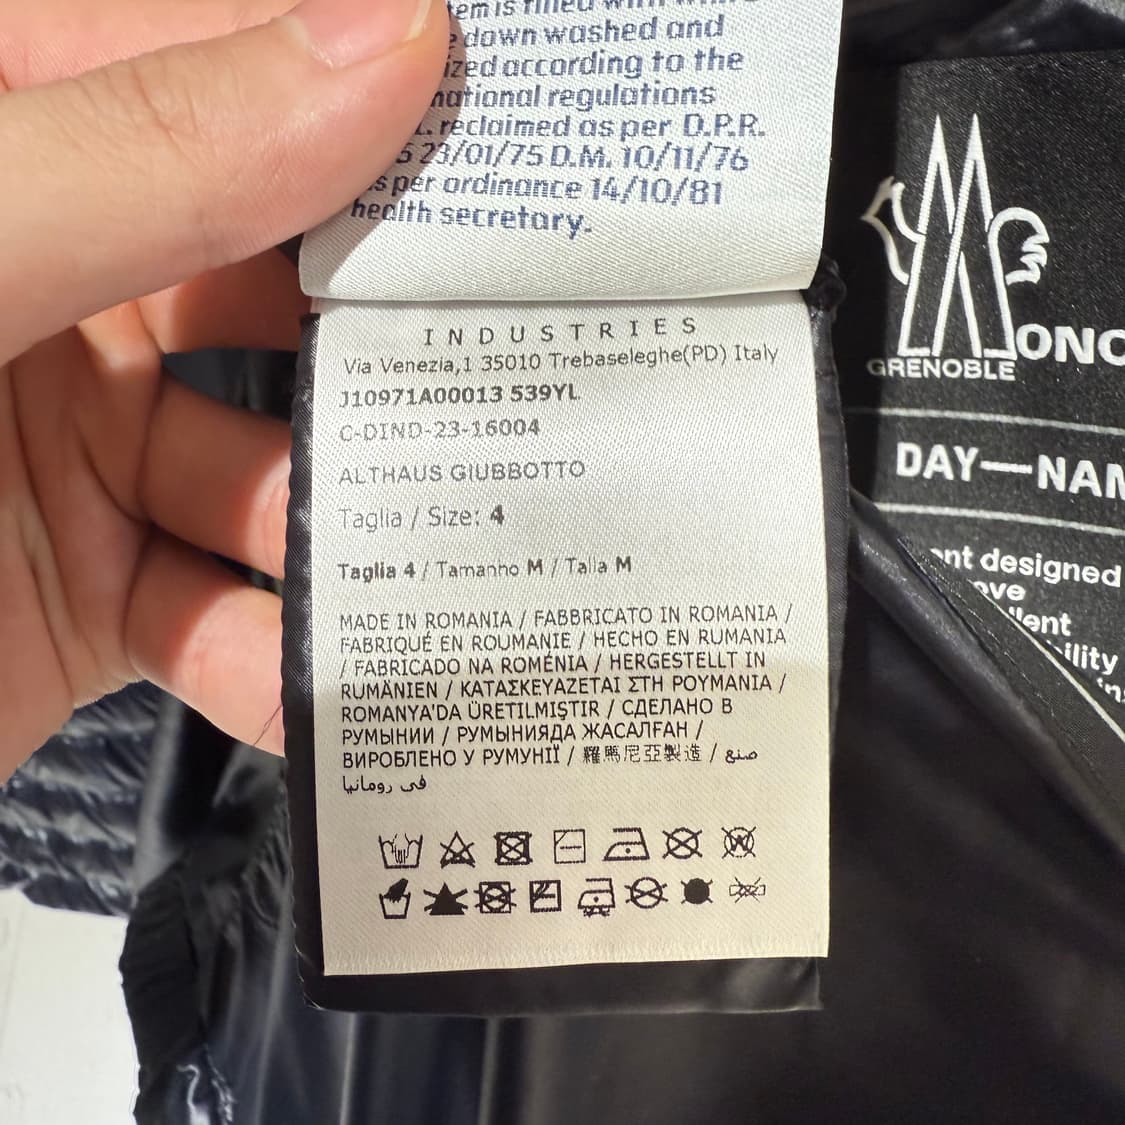 down washed and
according to the
national regulations
reclaimed as per D.P.R.
23/01/75 D.M. 10/11/76
as per ordinance 14/10/81
health secretary.
INDUSTRIES
Via Venezia,1 35010 Trebaseleghe(PD) Italy
J10971A00013 539YL
C-DIND-23-16004
ALTHAUS GIUBBOTTO
Taglia / Size: 4
Taglia 4 / Tamanho M / Talla M
MADE IN ROMANIA / FABBRICATO IN ROMANIA /
FABRIQUÉ EN ROUMANIE / HECHO EN RUMANIA
/ FABRICADO NA ROMÉNIA / HERGESTELLT IN
RUMÄNIEN / ΚΑΤΑΣΚΕΥΑΖΕΤΑΙ ΣΤΗ ΡΟΥΜΑΝΙΑ /
ROMANYA'DA ÜRETILMIŞTIR / СДЕЛАНО В
РУМЫНИИ / РУМЫНИЯДА ЖАСАЛҒАН /
ВИРОБЛЕНО У РУМУНІЇ / 羅馬尼亞製造 / صنع
في رومانيا
GRENOBLE
DAY—NAM
designed